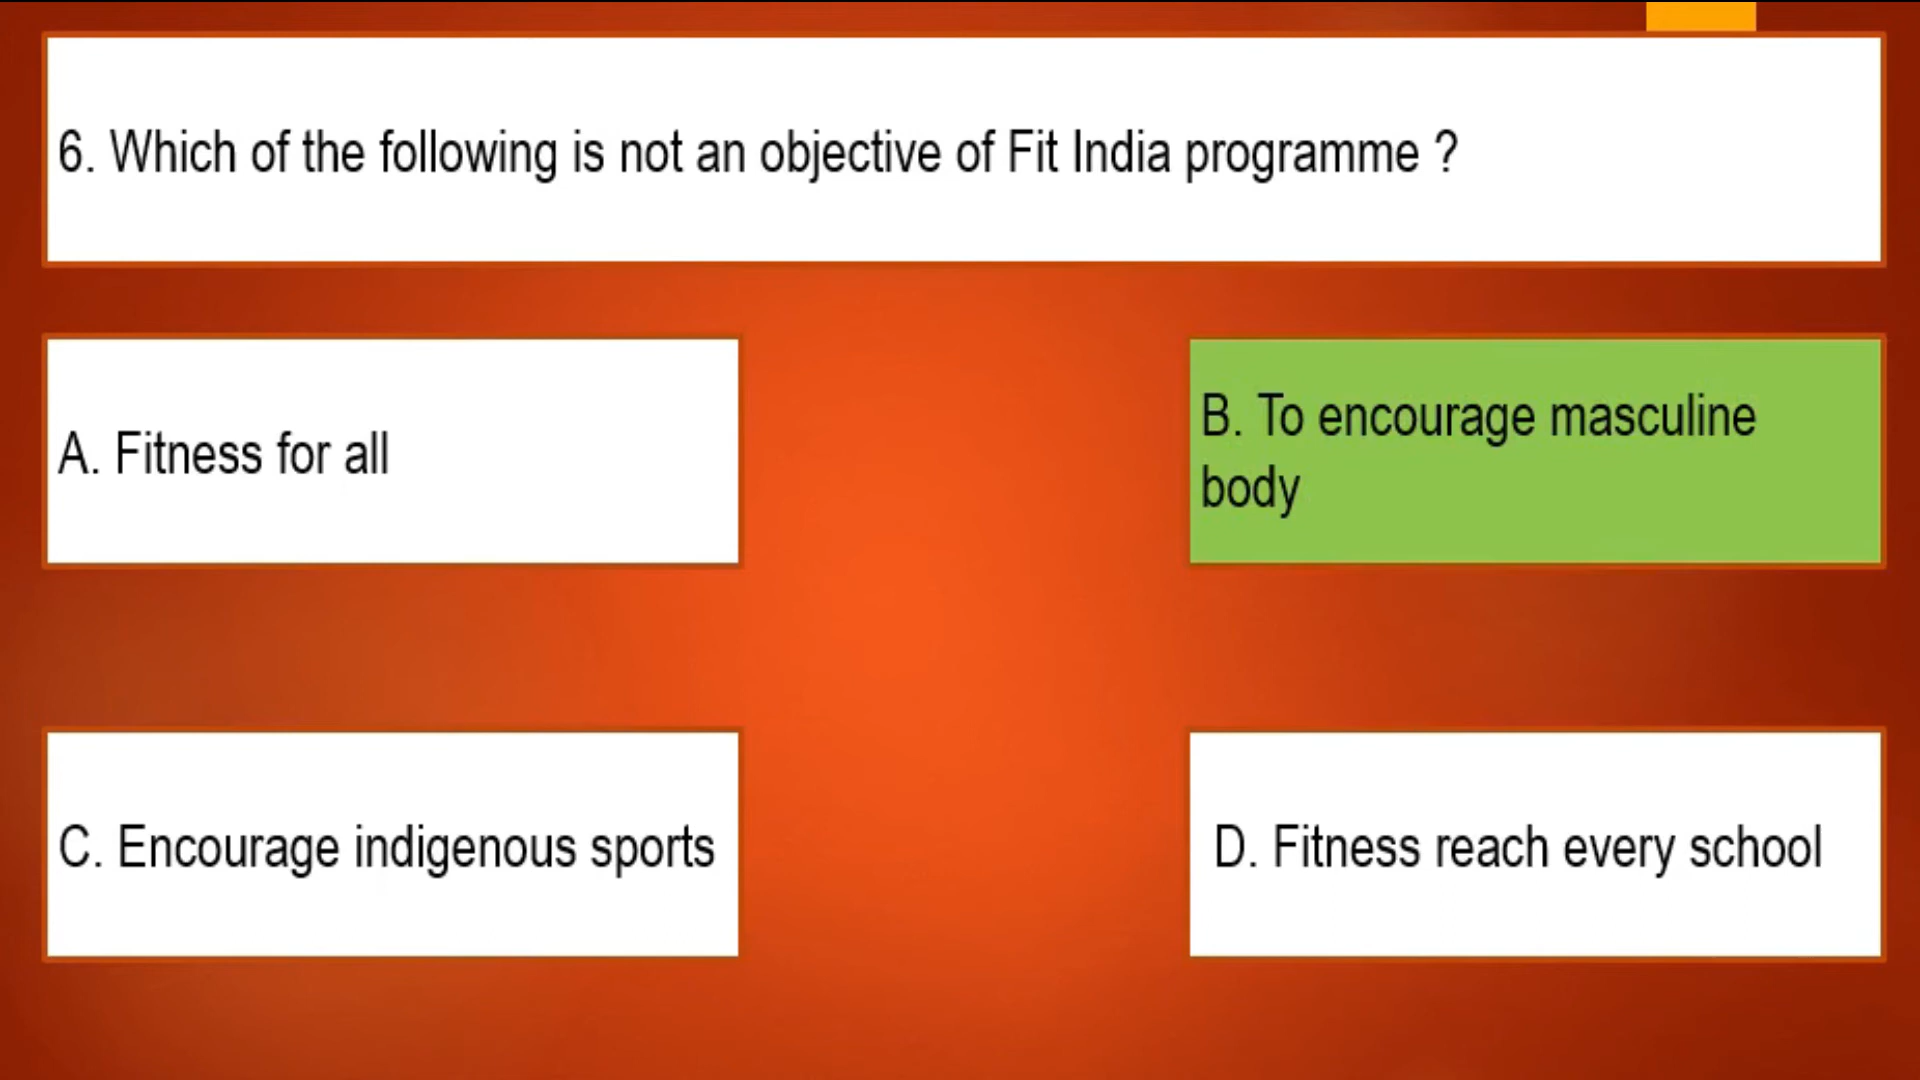 6. Which of the following is not an objective of Fit India programme ?
A. Fitness for all
B. To encourage masculine
body
C. Encourage indigenous sports
D. Fitness reach every school